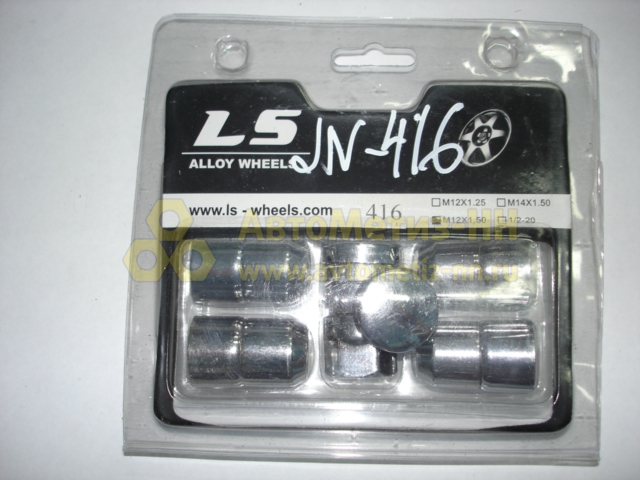 LS
JN-416
ALLOY WHEELS
www.ls - wheels.com
416
M12X1.25 M14X1.50
M12X1.50 1/2-20
АвтоМетиз-НН
www.avtometiz-nn.ru